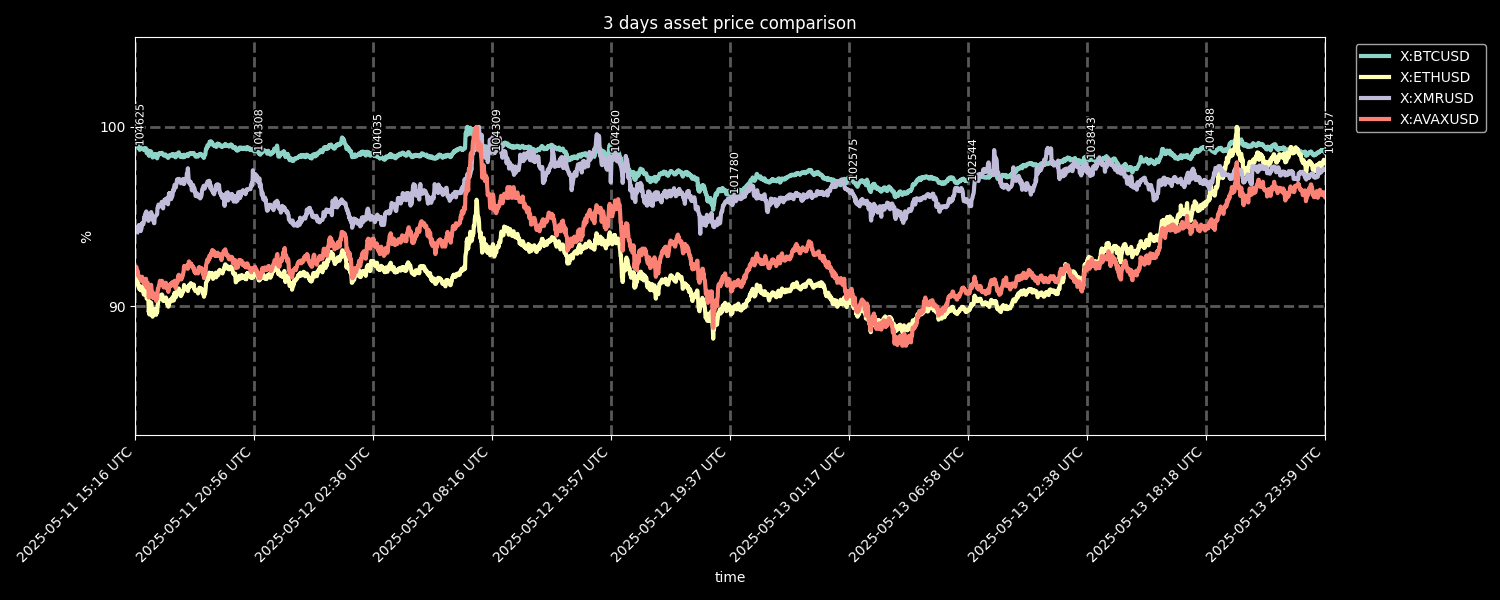 3 days asset price comparison
X:BTCUSD
X:ETHUSD
X:XMRUSD
X:AVAXUSD
100
90
%
104625
104308
104035
104309
104260
101780
102575
102544
103843
104388
104157
2025-05-11 15:16 UTC
2025-05-11 20:56 UTC
2025-05-12 02:36 UTC
2025-05-12 08:16 UTC
2025-05-12 13:57 UTC
2025-05-12 19:37 UTC
2025-05-13 01:17 UTC
2025-05-13 06:58 UTC
2025-05-13 12:38 UTC
2025-05-13 18:18 UTC
2025-05-13 23:59 UTC
time